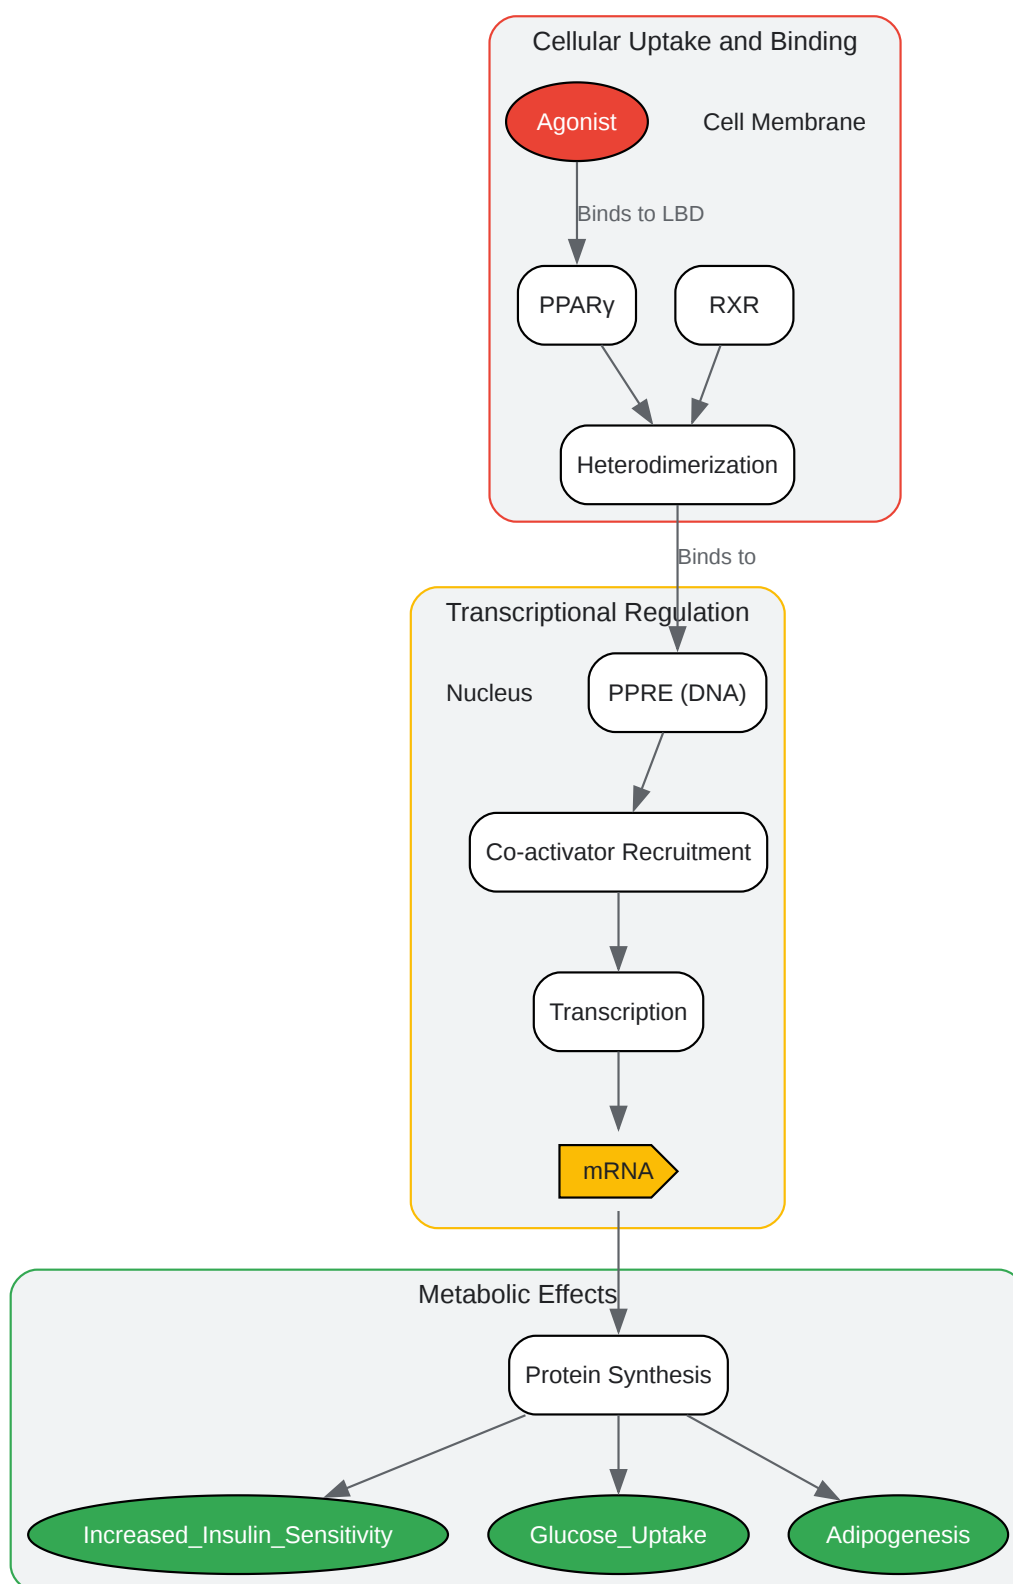 Cellular Uptake and Binding
Agonist
Cell Membrane
Binds to LBD
PPARγ
RXR
Heterodimerization
Binds to
Transcriptional Regulation
Nucleus
PPRE (DNA)
Co-activator Recruitment
Transcription
mRNA
Metabolic Effects
Protein Synthesis
Increased_Insulin_Sensitivity
Glucose_Uptake
Adipogenesis